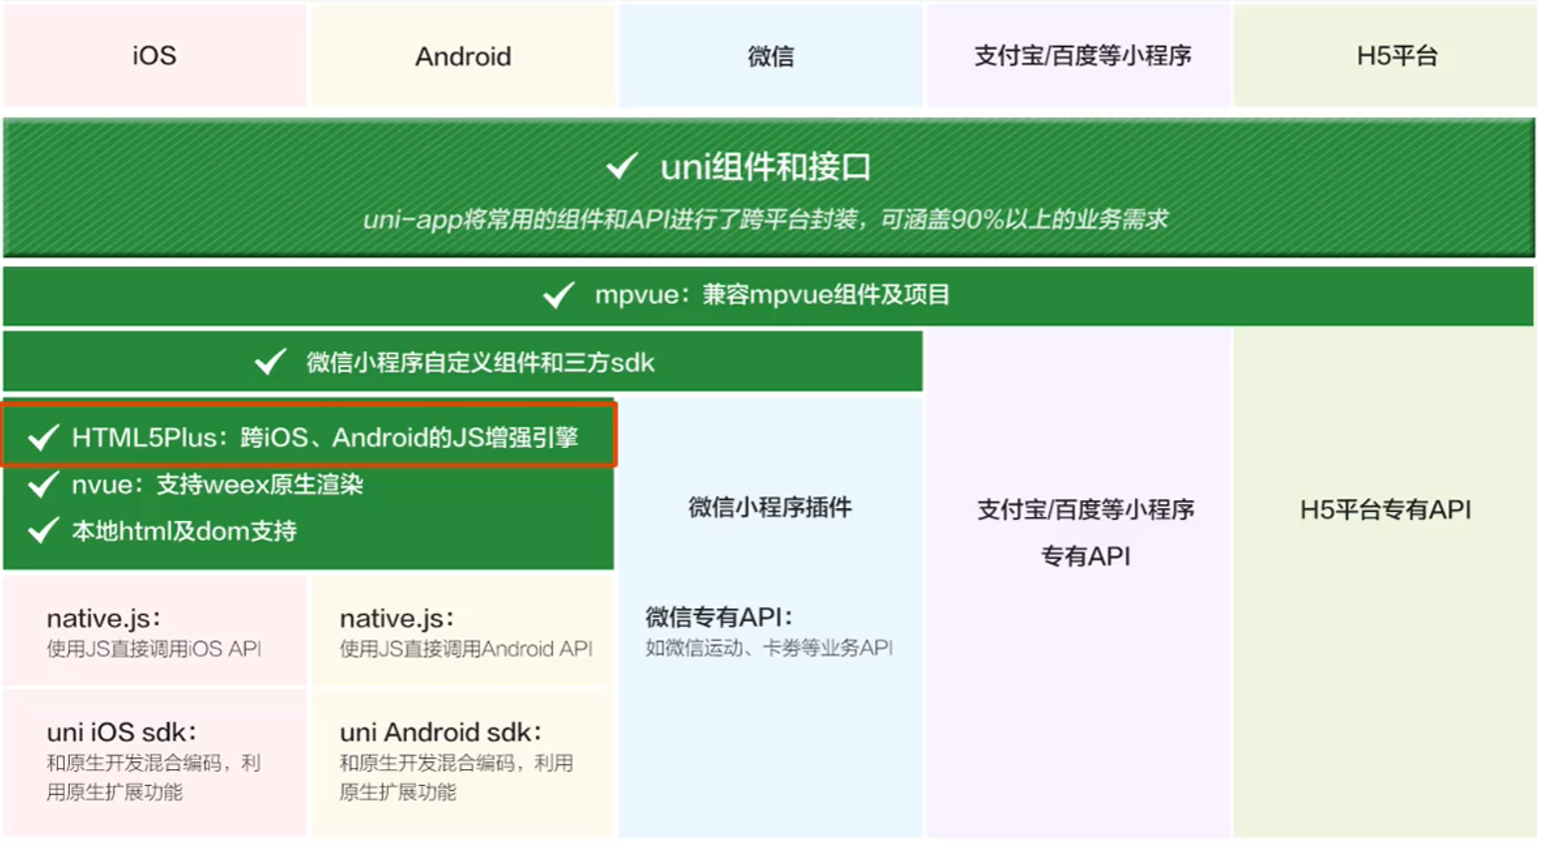 iOS
Android
微信
支付宝/百度等小程序
H5平台
uni组件和接口
uni-app将常用的组件和API进行了跨平台封装，可涵盖90%以上的业务需求
mpvue：兼容mpvue组件及项目
微信小程序自定义组件和三方sdk
HTML5Plus：跨iOS、Android的JS增强引擎
nvue：支持weex原生渲染
本地html及dom支持
微信小程序插件
支付宝/百度等小程序
专有API
H5平台专有API
native.js：
使用JS直接调用iOS API
native.js：
使用JS直接调用Android API
微信专有API：
如微信运动、卡券等业务API
uni iOS sdk：
和原生开发混合编码，利
用原生扩展功能
uni Android sdk：
和原生开发混合编码，利用
原生扩展功能